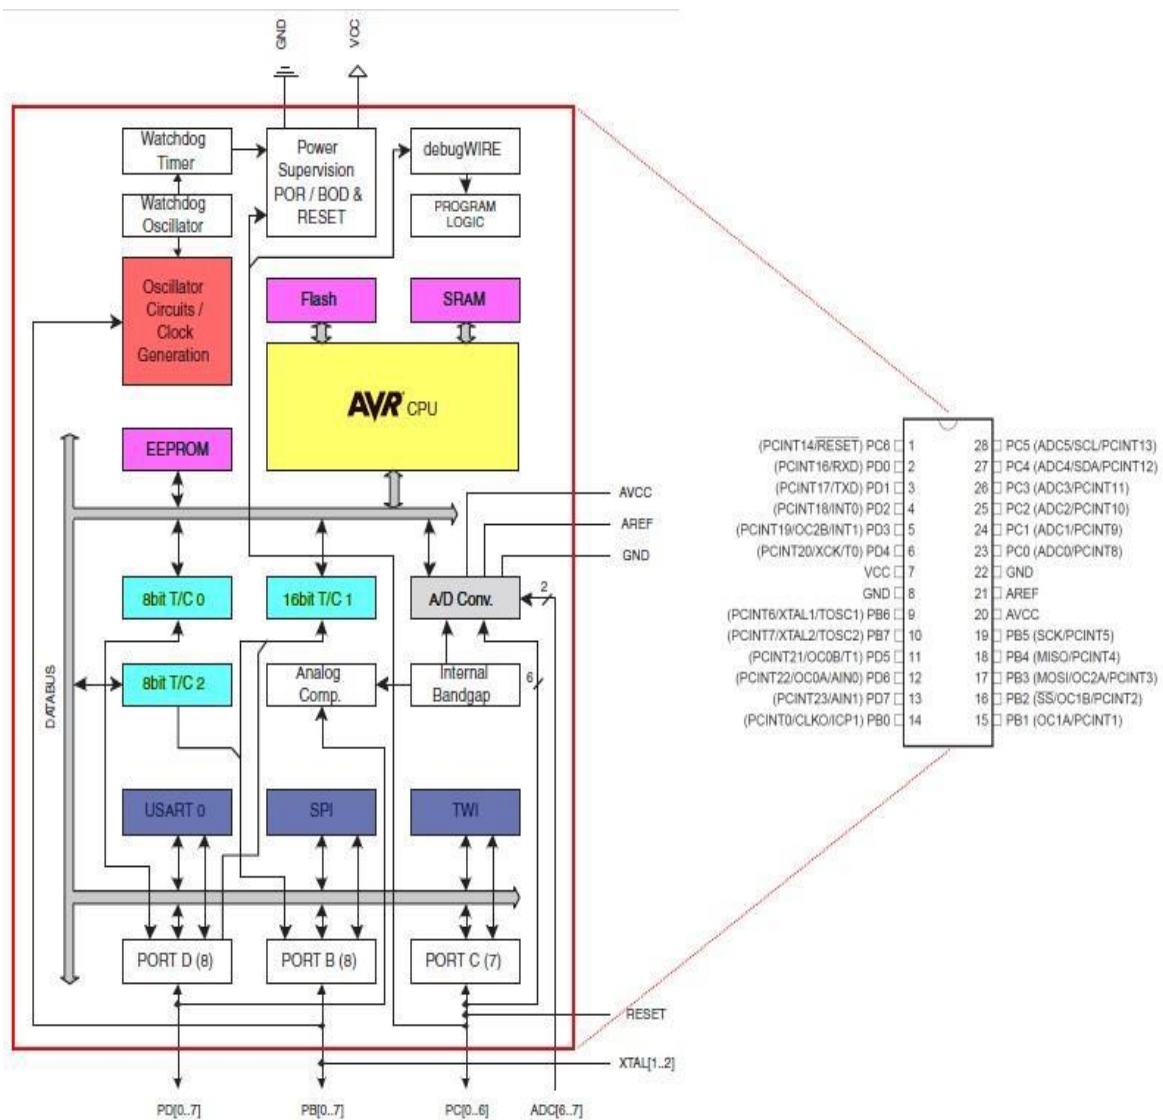 GND
VCC
Watchdog
Timer
Power
Supervision
POR / BOD &
RESET
debugWIRE
Watchdog
Oscillator
PROGRAM
LOGIC
Oscillator
Circuits /
Clock
Generation
Flash
SRAM
AVR CPU
EEPROM
AVCC
AREF
GND
8bit T/C 0
16bit T/C 1
A/D Conv.
2
DATABUS
8bit T/C 2
Analog
Comp.
Internal
Bandgap
6
USART 0
SPI
TWI
PORT D (8)
PORT B (8)
PORT C (7)
RESET
XTAL[1..2]
PD[0..7]
PB[0..7]
PC[0..6]
ADC[6..7]
(PCINT14/RESET) PC6 1
(PCINT16/RXD) PD0 2
(PCINT17/TXD) PD1 3
(PCINT18/INT0) PD2 4
(PCINT19/OC2B/INT1) PD3 5
(PCINT20/XCK/T0) PD4 6
VCC 7
GND 8
(PCINT6/XTAL1/TOSC1) PB6 9
(PCINT7/XTAL2/TOSC2) PB7 10
(PCINT21/OC0B/T1) PD5 11
(PCINT22/OC0A/AIN0) PD6 12
(PCINT23/AIN1) PD7 13
(PCINT0/CLKO/ICP1) PB0 14
28 PC5 (ADC5/SCL/PCINT13)
27 PC4 (ADC4/SDA/PCINT12)
26 PC3 (ADC3/PCINT11)
25 PC2 (ADC2/PCINT10)
24 PC1 (ADC1/PCINT9)
23 PC0 (ADC0/PCINT8)
22 GND
21 AREF
20 AVCC
19 PB5 (SCK/PCINT5)
18 PB4 (MISO/PCINT4)
17 PB3 (MOSI/OC2A/PCINT3)
16 PB2 (SS/OC1B/PCINT2)
15 PB1 (OC1A/PCINT1)